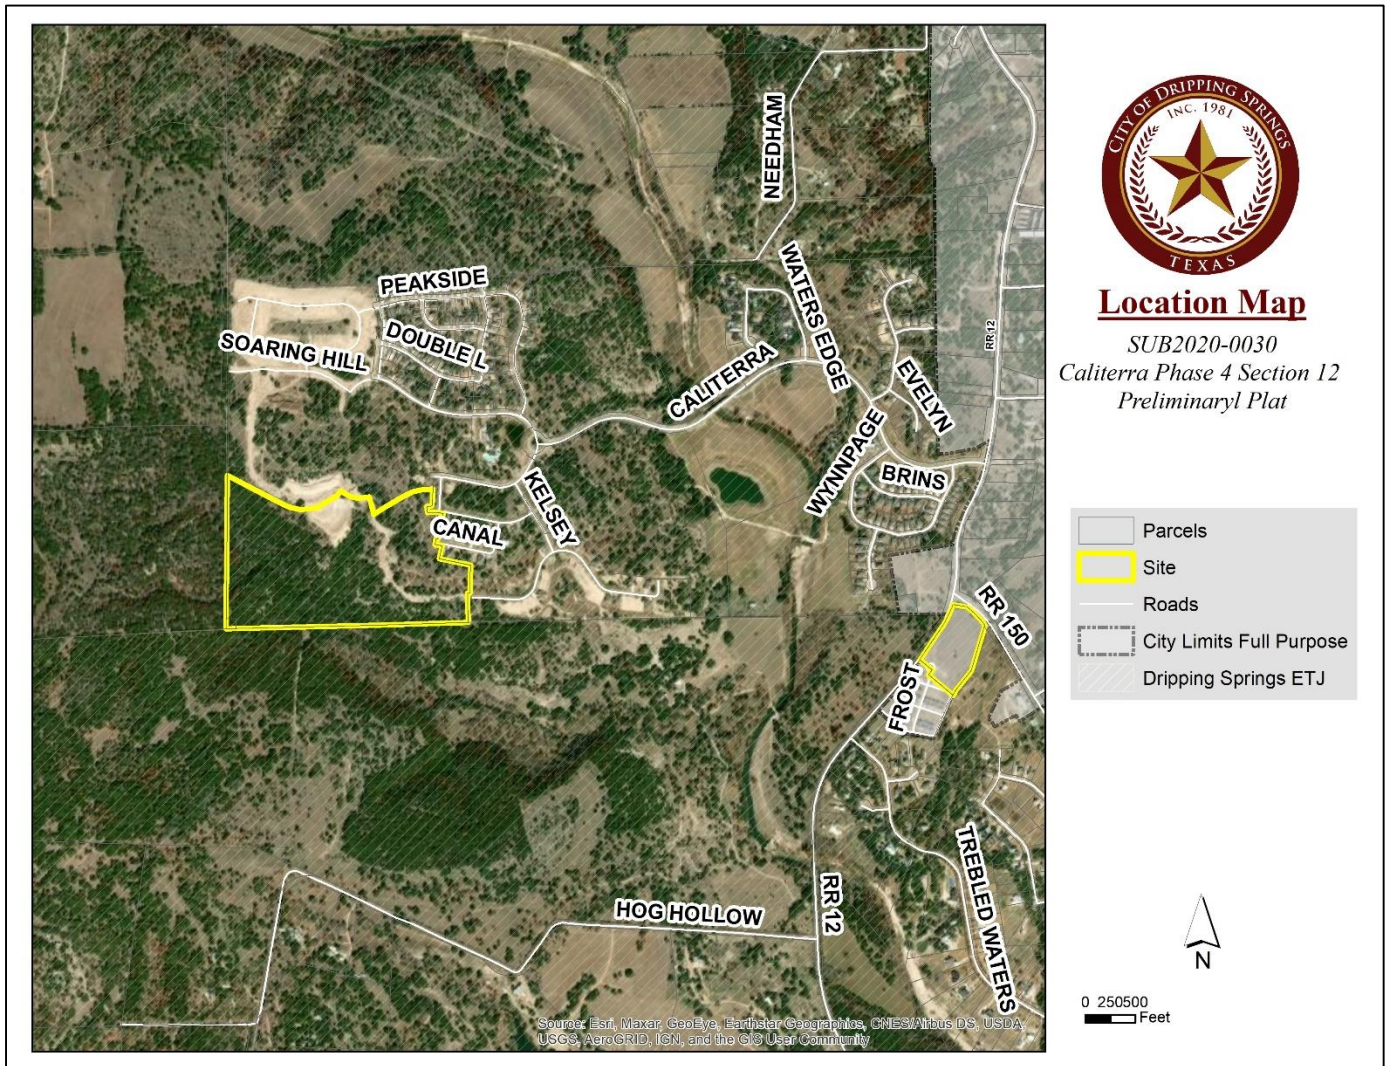 NEEDHAM
WATERS EDGE
RR 12
PEAKSIDE
DOUBLE L
SOARING HILL
CALITERRA
EVELYN
WYNNPAGE
BRINS
KELSEY
CANAL
RR 150
FROST
TREBLED WATERS
RR 12
HOG HOLLOW
Source: Esri, Maxar, GeoEye, Earthstar Geographics, CNES/Airbus DS, USDA,
USGS, AeroGRID, IGN, and the GIS User Community
CITY OF DRIPPING SPRINGS
INC. 1981
TEXAS
Location Map
SUB2020-0030
Caliterra Phase 4 Section 12
Preliminaryl Plat
Parcels
Site
Roads
City Limits Full Purpose
Dripping Springs ETJ
N
0 250500
Feet